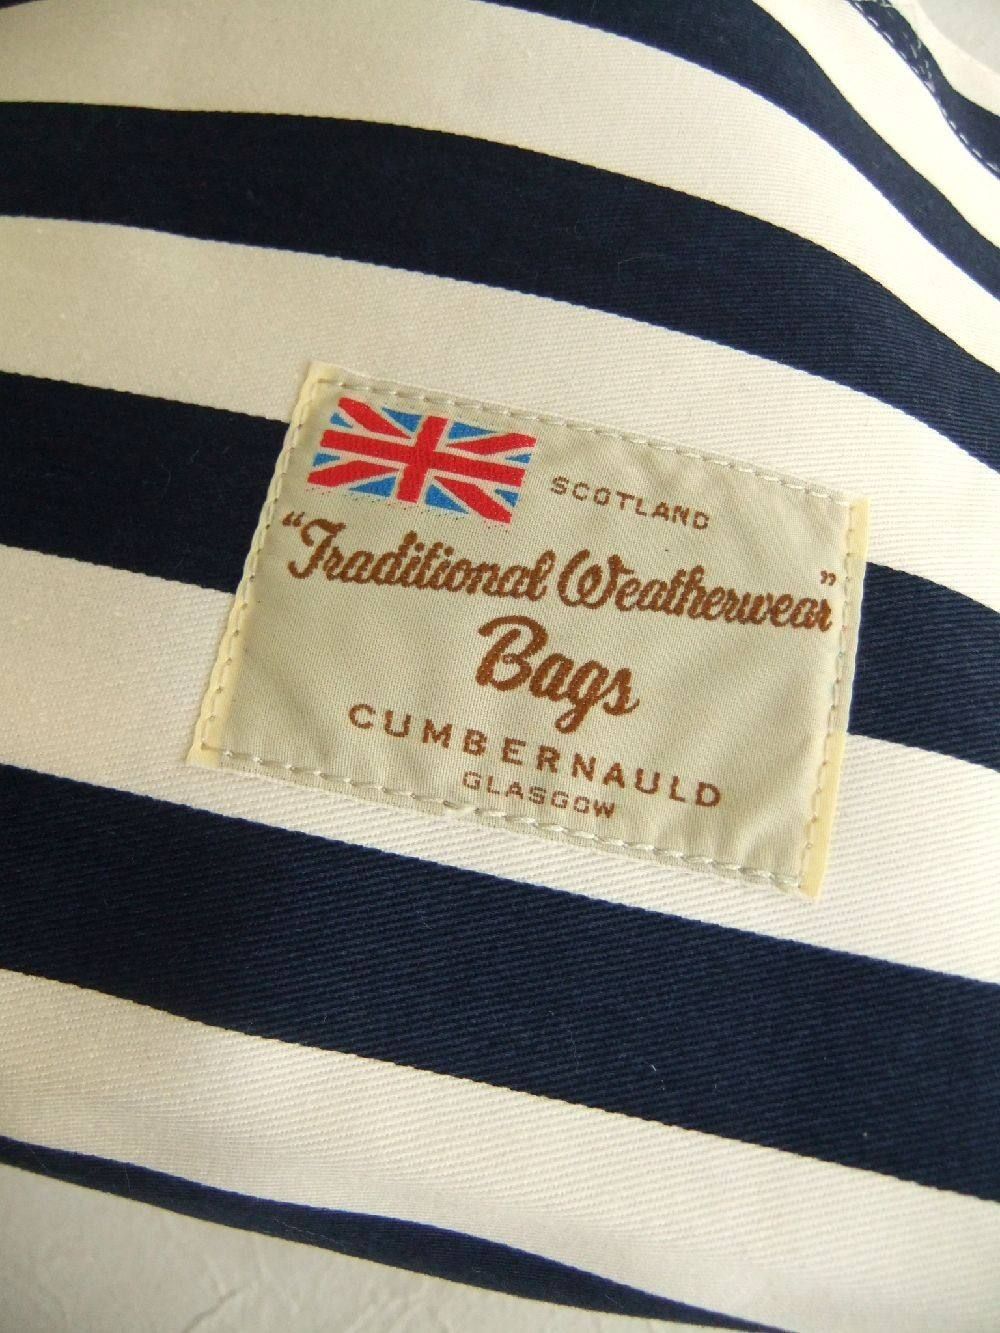 SCOTLAND
“Traditional Weatherwear”
Bags
CUMBERNAULD
GLASGOW